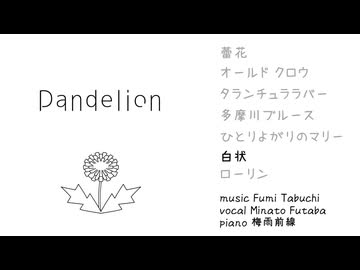 Dandelion
蕾花
オールド クロウ
タランチュララバー
多摩川ブルース
ひとりよがりのマリー
白状
ローリン
music Fumi Tabuchi
vocal Minato Futaba
piano 梅雨前線